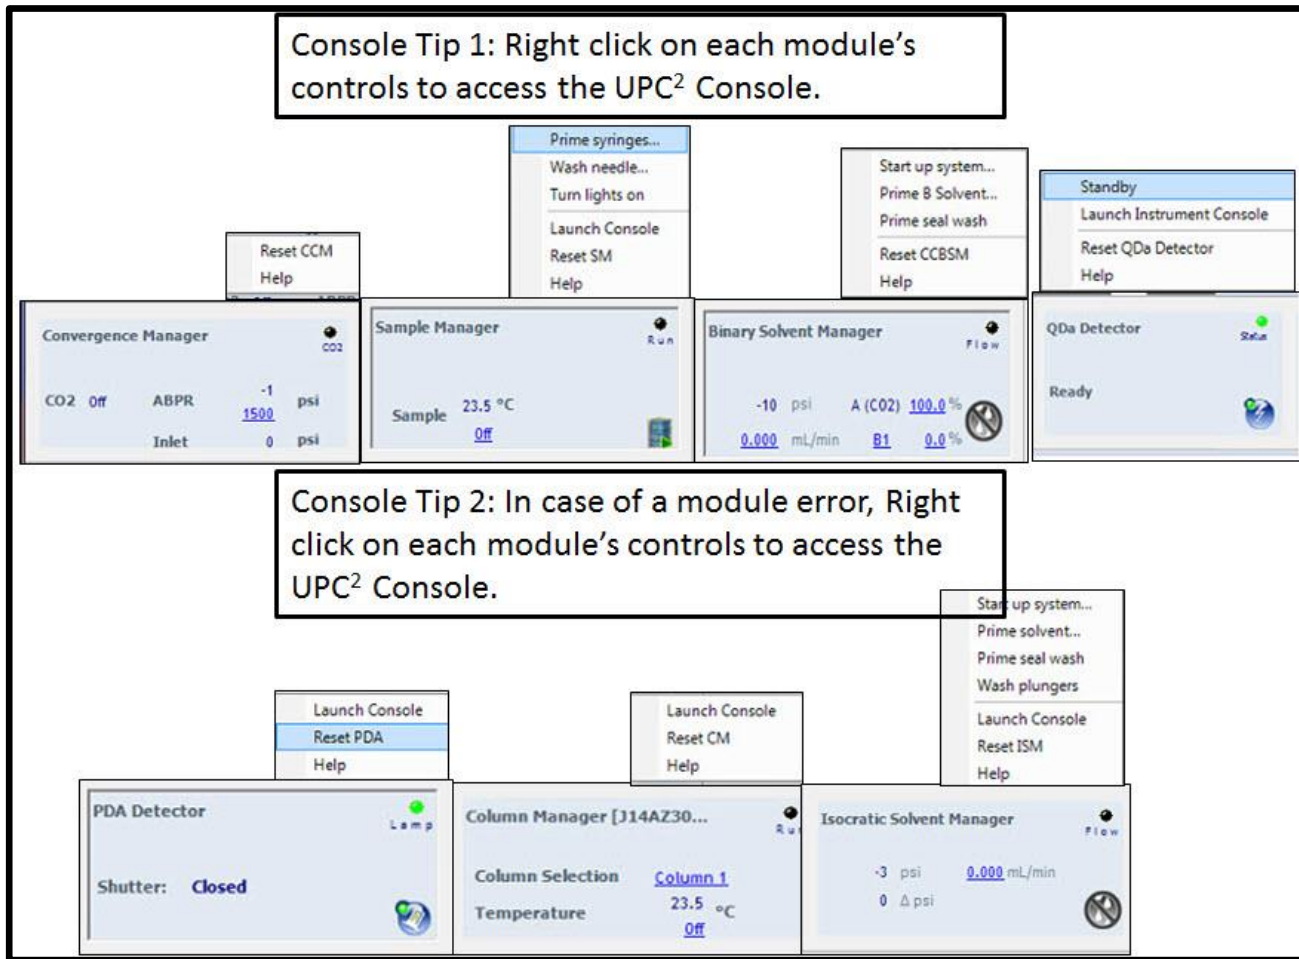 Console Tip 1: Right click on each module's
controls to access the UPC² Console.
Reset CCM
Help
Prime syringes...
Wash needle...
Turn lights on
Launch Console
Reset SM
Help
Start up system...
Prime B Solvent...
Prime seal wash
Reset CCBSM
Help
Standby
Launch Instrument Console
Reset QDa Detector
Help
Convergence Manager
CO2
CO2 Off ABPR -1 psi
1500
Inlet 0 psi
Sample Manager
Run
Sample 23.5 °C
Off
Binary Solvent Manager
Flow
-10 psi A (CO2) 100.0 %
0.000 mL/min B1 0.0 %
QDa Detector
Status
Ready
Console Tip 2: In case of a module error, Right
click on each module's controls to access the
UPC² Console.
Launch Console
Reset PDA
Help
Launch Console
Reset CM
Help
Start up system...
Prime solvent...
Prime seal wash
Wash plungers
Launch Console
Reset ISM
Help
PDA Detector
Lamp
Shutter: Closed
Column Manager [J14AZ30...
Run
Column Selection Column 1
Temperature 23.5 °C
Off
Isocratic Solvent Manager
Flow
-3 psi 0.000 mL/min
0 Δ psi